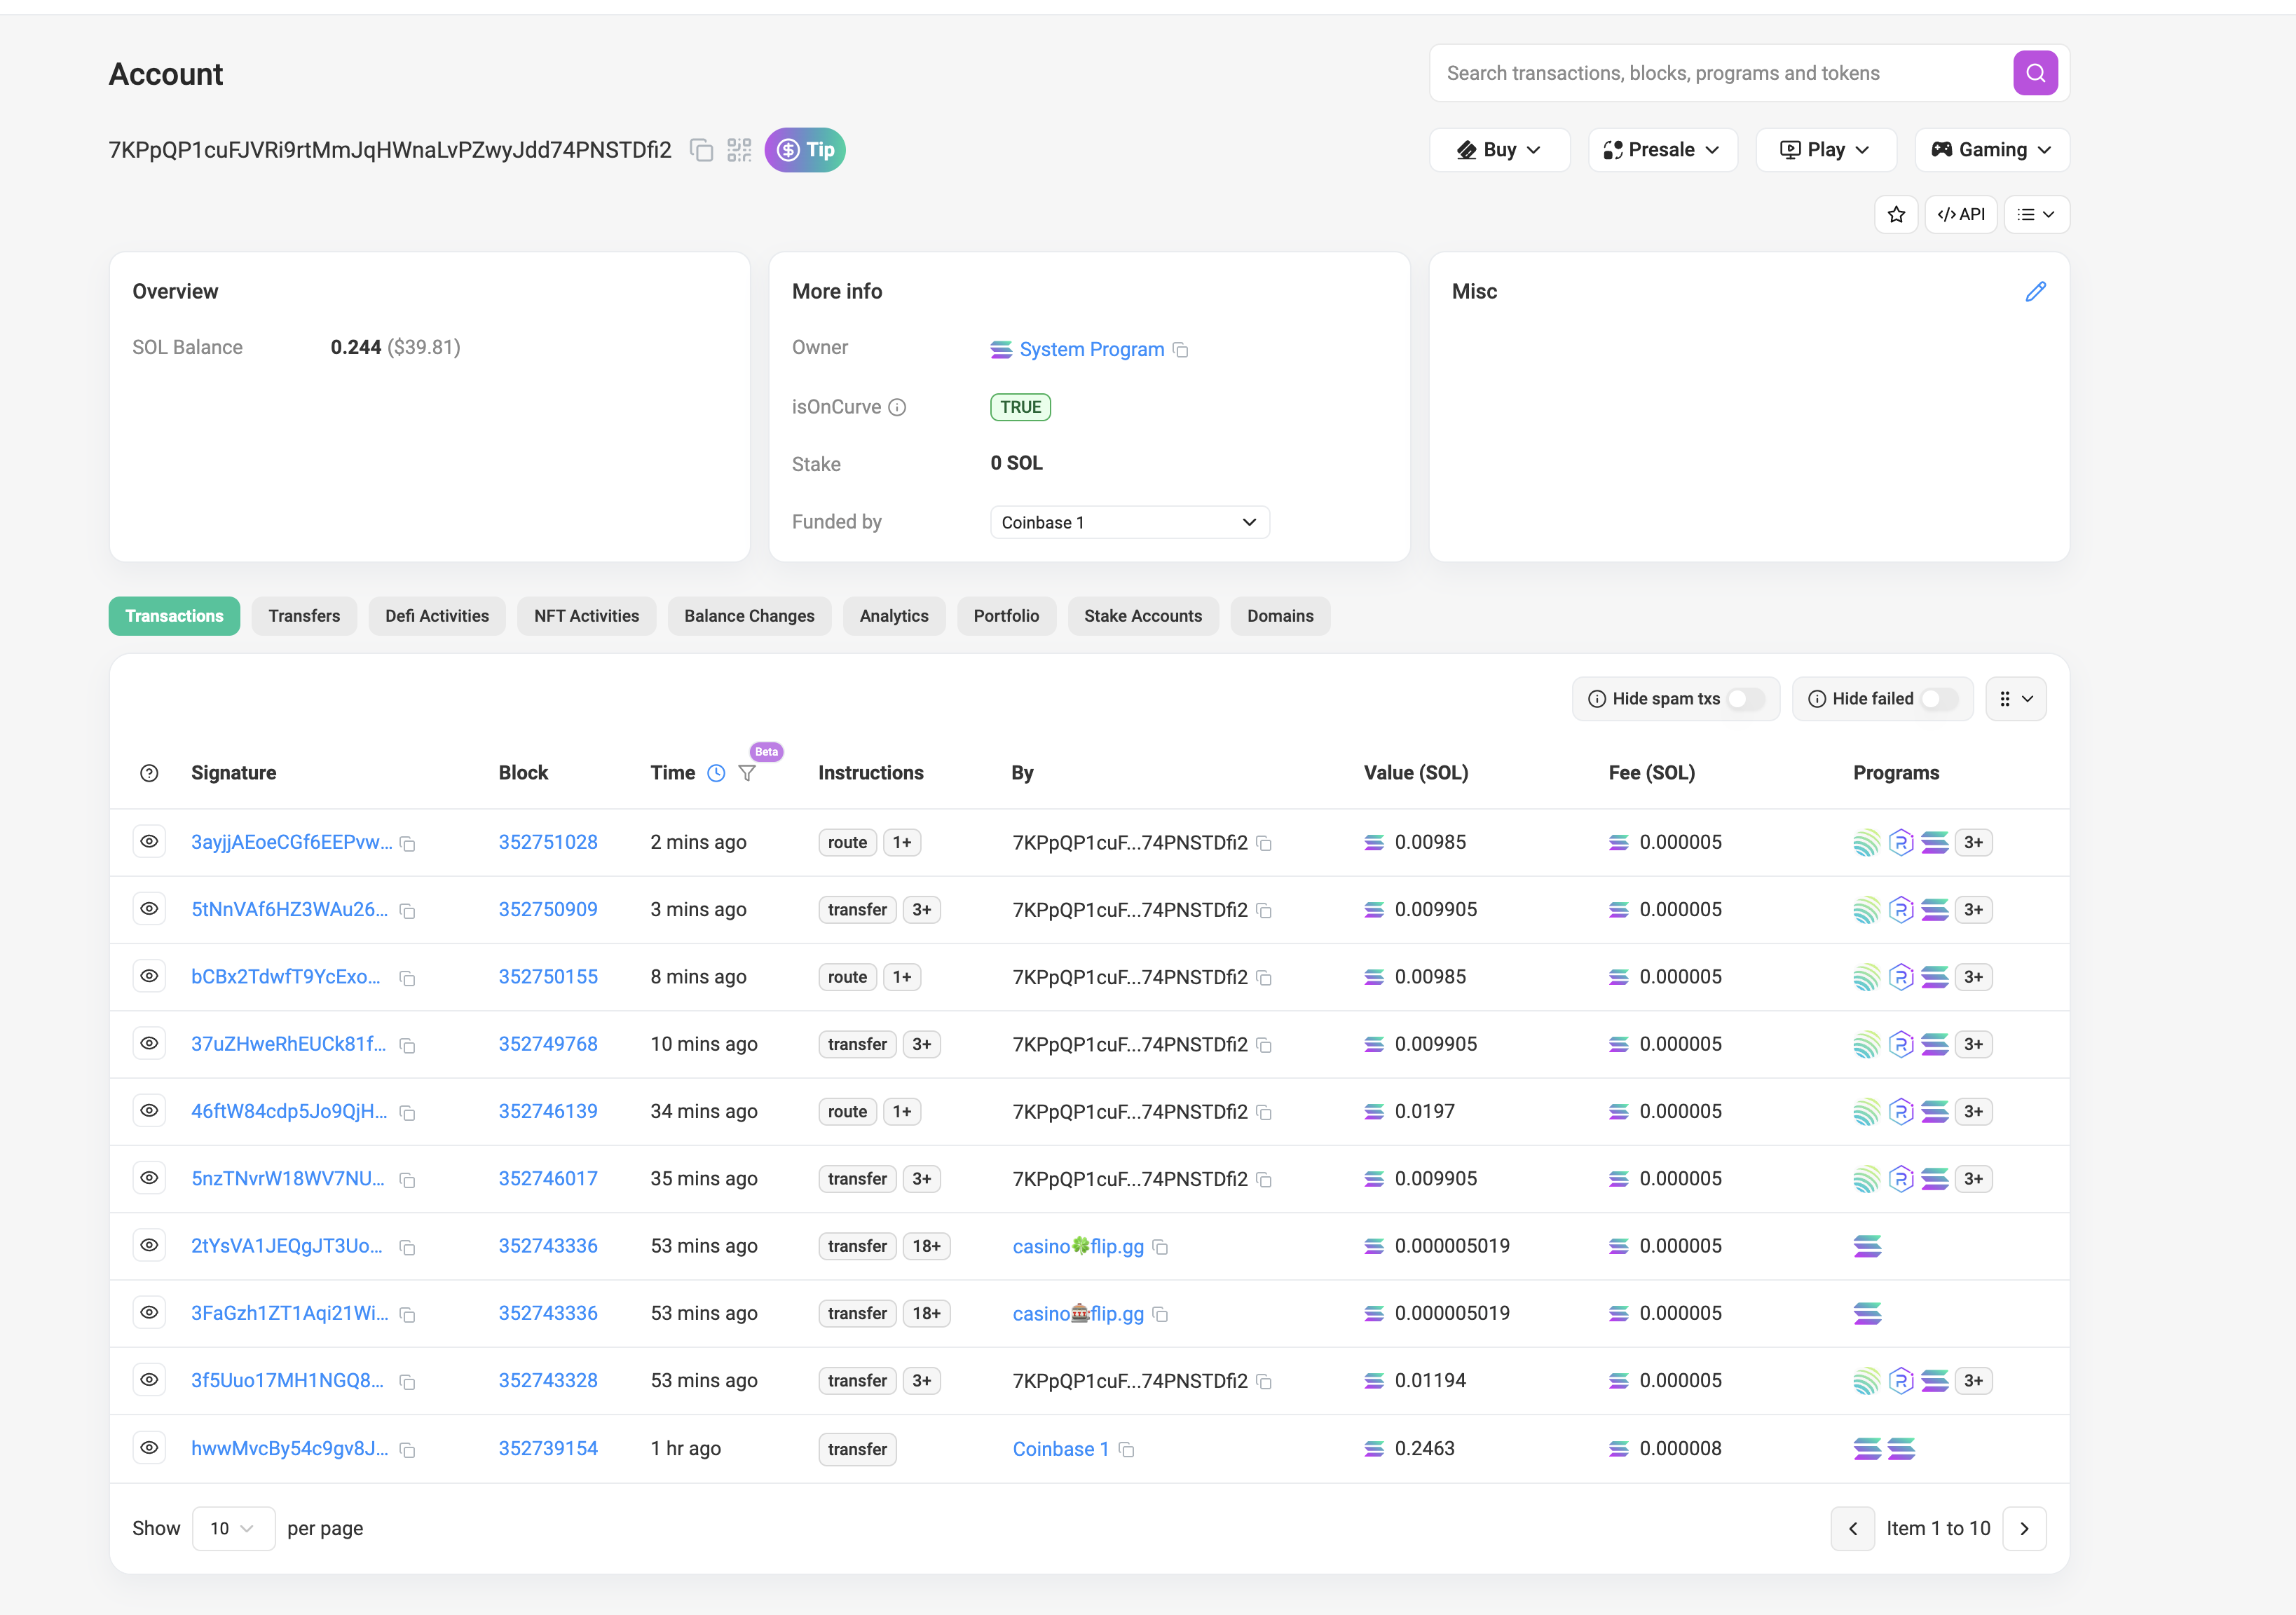 Account
Search transactions, blocks, programs and tokens
7KPpQP1cuFJVRi9rtMmJqHWnaLvPZwyJdd74PNSTDfi2 Tip
Buy Presale Play Gaming
</> API
Overview
SOL Balance 0.244 ($39.81)
More info
Owner System Program
isOnCurve TRUE
Stake 0 SOL
Funded by Coinbase 1
Misc
Transactions Transfers Defi Activities NFT Activities Balance Changes Analytics Portfolio Stake Accounts Domains
Hide spam txs Hide failed
Beta
Signature Block Time Instructions By Value (SOL) Fee (SOL) Programs
3ayjjAEoeCGf6EEPvw... 352751028 2 mins ago route 1+ 7KPpQP1cuF...74PNSTDfi2 0.00985 0.000005 3+
5tNnVAf6HZ3WAu26... 352750909 3 mins ago transfer 3+ 7KPpQP1cuF...74PNSTDfi2 0.009905 0.000005 3+
bCBx2TdwfT9YcExo... 352750155 8 mins ago route 1+ 7KPpQP1cuF...74PNSTDfi2 0.00985 0.000005 3+
37uZHweRhEUCk81f... 352749768 10 mins ago transfer 3+ 7KPpQP1cuF...74PNSTDfi2 0.009905 0.000005 3+
46ftW84cdp5Jo9QjH... 352746139 34 mins ago route 1+ 7KPpQP1cuF...74PNSTDfi2 0.0197 0.000005 3+
5nzTNvrW18WV7NU... 352746017 35 mins ago transfer 3+ 7KPpQP1cuF...74PNSTDfi2 0.009905 0.000005 3+
2tYsVA1JEQgJT3Uo... 352743336 53 mins ago transfer 18+ casino🍀flip.gg 0.000005019 0.000005
3FaGzh1ZT1Aqi21Wi... 352743336 53 mins ago transfer 18+ casino🎰flip.gg 0.000005019 0.000005
3f5Uuo17MH1NGQ8... 352743328 53 mins ago transfer 3+ 7KPpQP1cuF...74PNSTDfi2 0.01194 0.000005 3+
hwwMvcBy54c9gv8J... 352739154 1 hr ago transfer Coinbase 1 0.2463 0.000008
Show 10 per page
Item 1 to 10